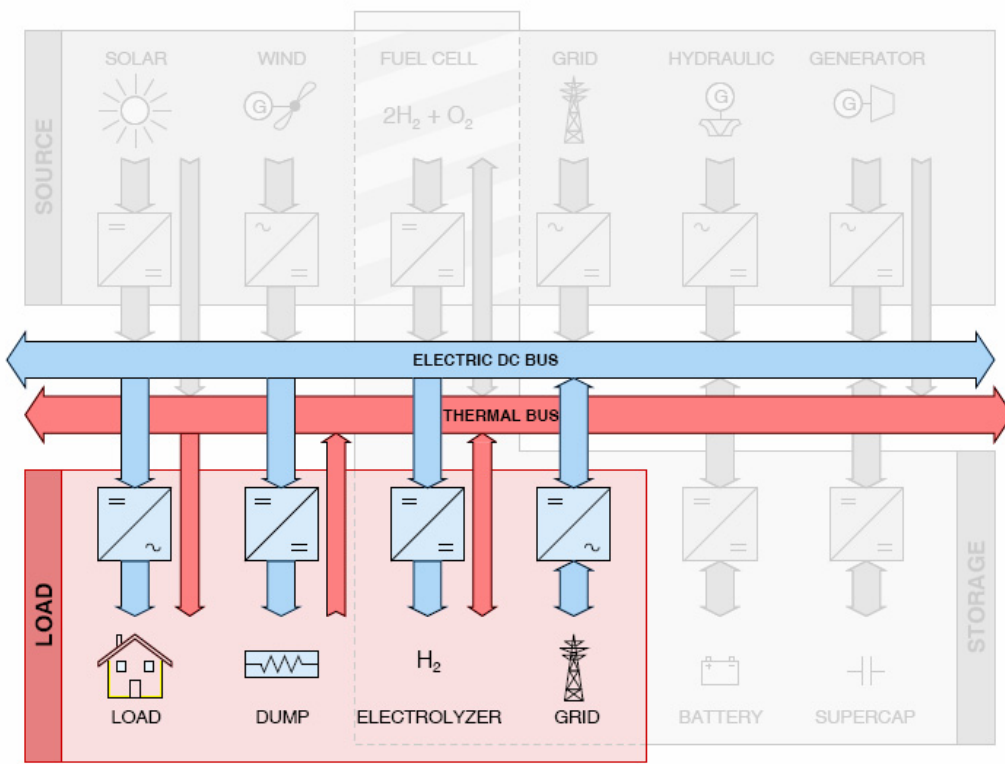 SOURCE
SOLAR
WIND
FUEL CELL
GRID
HYDRAULIC
GENERATOR
G
2H₂ + O₂
G
G
ELECTRIC DC BUS
THERMAL BUS
LOAD
STORAGE
H₂
LOAD
DUMP
ELECTROLYZER
GRID
BATTERY
SUPERCAP